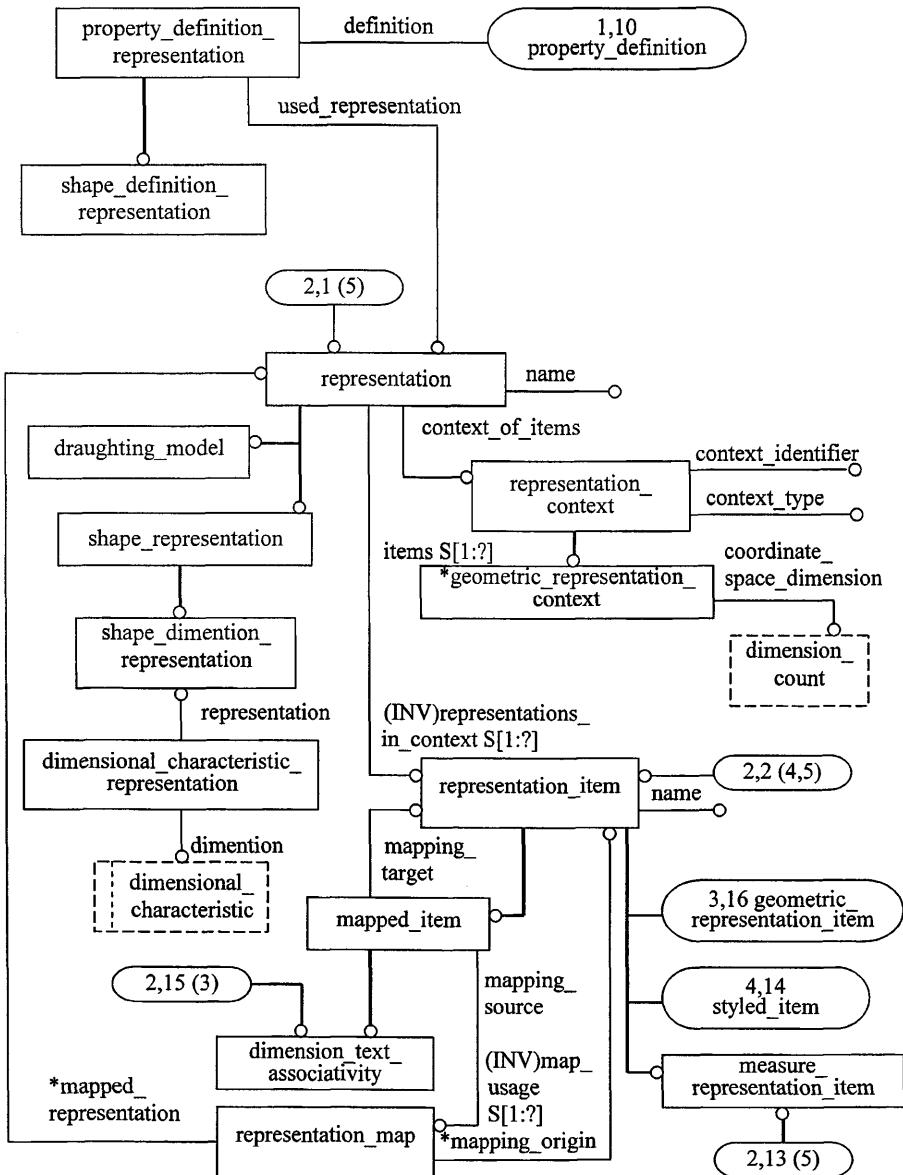 property_definition_
representation
definition
1,10
property_definition
used_representation
shape_definition_
representation
2,1 (5)
representation
name
draughting_model
context_of_items
representation_
context
context_identifier
context_type
shape_representation
items S[1:?]
*geometric_representation_
context
coordinate_
space_dimension
dimension_
count
shape_dimention_
representation
representation
dimensional_characteristic_
representation
dimention
dimensional_
characteristic
(INV)representations_
in_context S[1:?]
representation_item
2,2 (4,5)
name
mapping_
target
mapped_item
3,16 geometric_
representation_item
4,14
styled_item
2,15 (3)
mapping_
source
dimension_text_
associativity
(INV)map_
usage
S[1:?]
*mapping_origin
measure_
representation_item
*mapped_
representation
representation_map
2,13 (5)